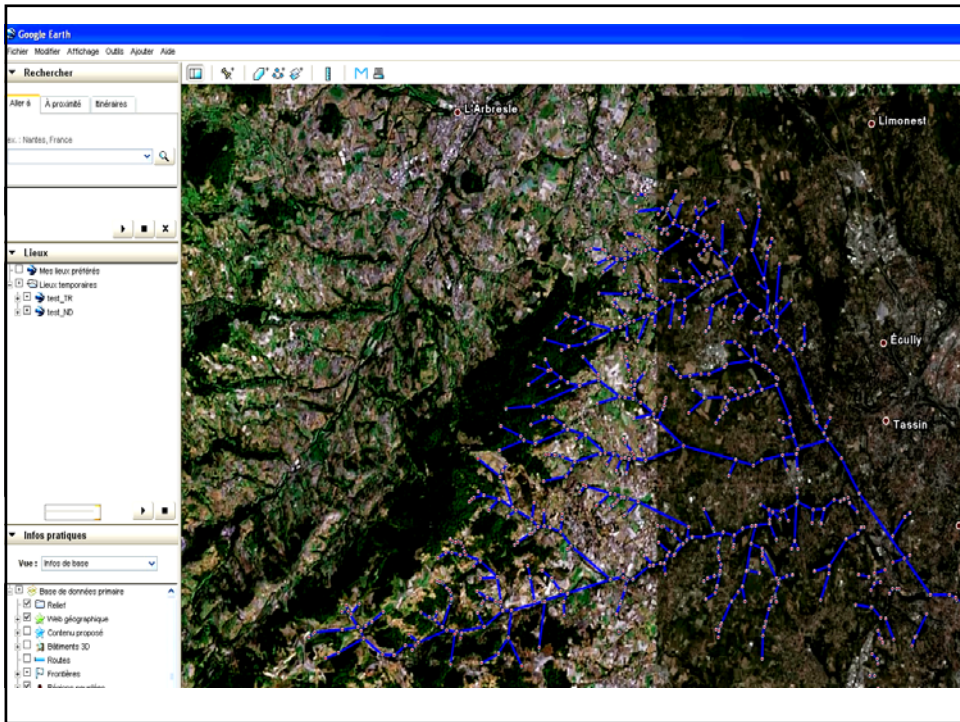 Google Earth
Fichier Modifier Affichage Outils Ajouter Aide
Rechercher
Aller à À proximité Itinéraires
ex. : Nantes, France
Lieux
Mes lieux préférés
Lieux temporaires
test_TR
test_ND
Infos pratiques
Vue : Infos de base
Base de données primaire
Relief
Web géographique
Contenu proposé
Bâtiments 3D
Routes
Frontières
Régions peuplées
L'Arbresle
Limonest
Écully
Tassin